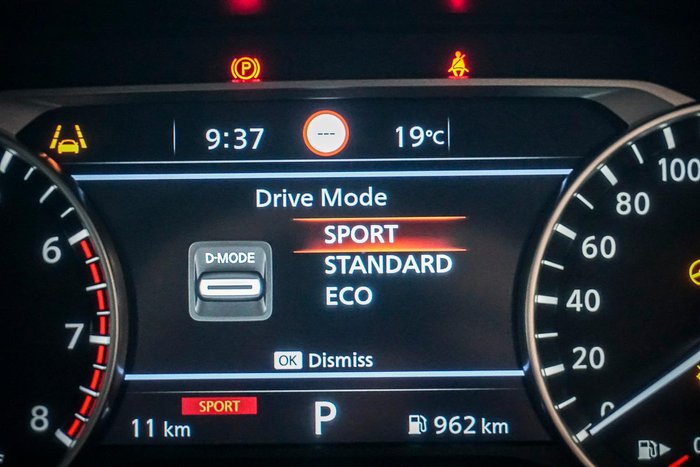 P
9:37 --- 19°C
Drive Mode
SPORT
D-MODE
STANDARD
ECO
OK Dismiss
SPORT
11 km P 962 km
6
7
8
100
80
60
40
20
0